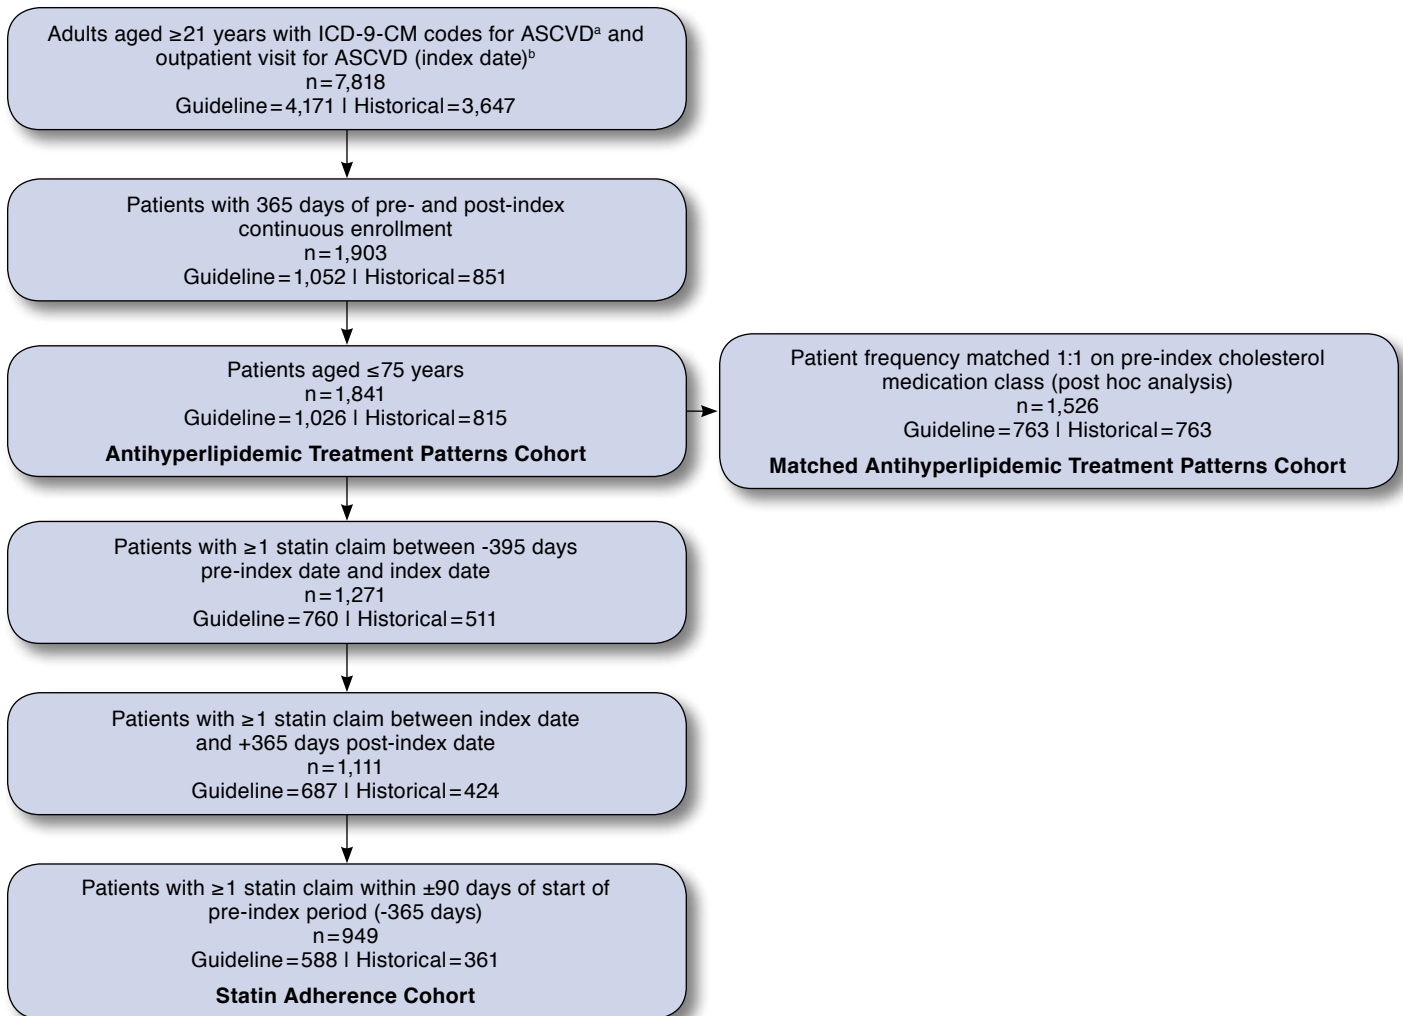 Adults aged ≥21 years with ICD-9-CM codes for ASCVDᵃ and
outpatient visit for ASCVD (index date)ᵇ
n=7,818
Guideline=4,171 | Historical=3,647
Patients with 365 days of pre- and post-index
continuous enrollment
n=1,903
Guideline=1,052 | Historical=851
Patients aged ≤75 years
n=1,841
Guideline=1,026 | Historical=815
Antihyperlipidemic Treatment Patterns Cohort
Patient frequency matched 1:1 on pre-index cholesterol
medication class (post hoc analysis)
n=1,526
Guideline=763 | Historical=763
Matched Antihyperlipidemic Treatment Patterns Cohort
Patients with ≥1 statin claim between -395 days
pre-index date and index date
n=1,271
Guideline=760 | Historical=511
Patients with ≥1 statin claim between index date
and +365 days post-index date
n=1,111
Guideline=687 | Historical=424
Patients with ≥1 statin claim within ±90 days of start of
pre-index period (-365 days)
n=949
Guideline=588 | Historical=361
Statin Adherence Cohort